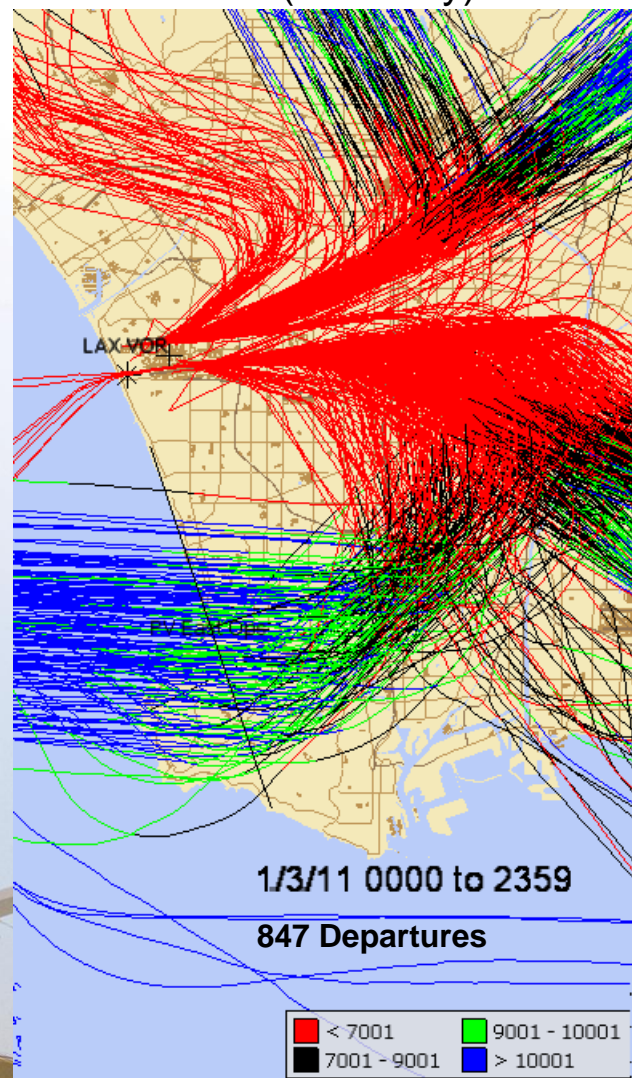 LAX VOR
1/3/11 0000 to 2359
847 Departures
< 7001
9001 - 10001
7001 - 9001
> 10001